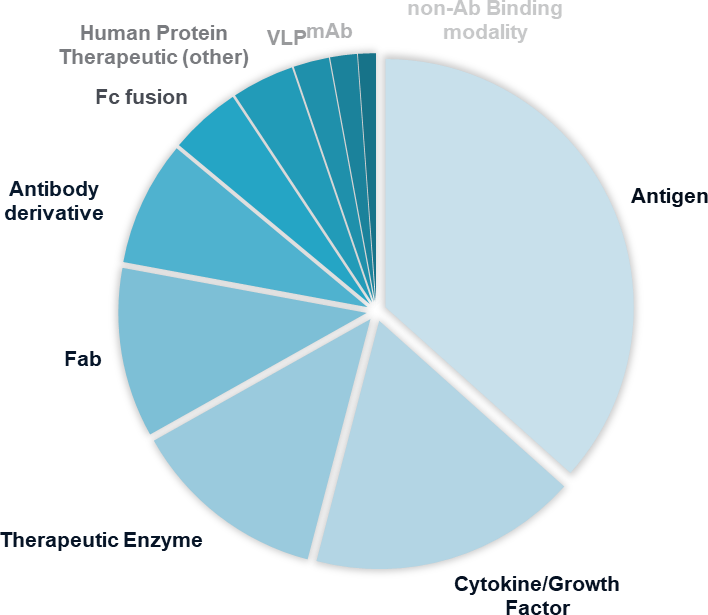 non-Ab Binding
modality
Human Protein
Therapeutic (other)
VLP
mAb
Fc fusion
Antibody
derivative
Antigen
Fab
Therapeutic Enzyme
Cytokine/Growth
Factor